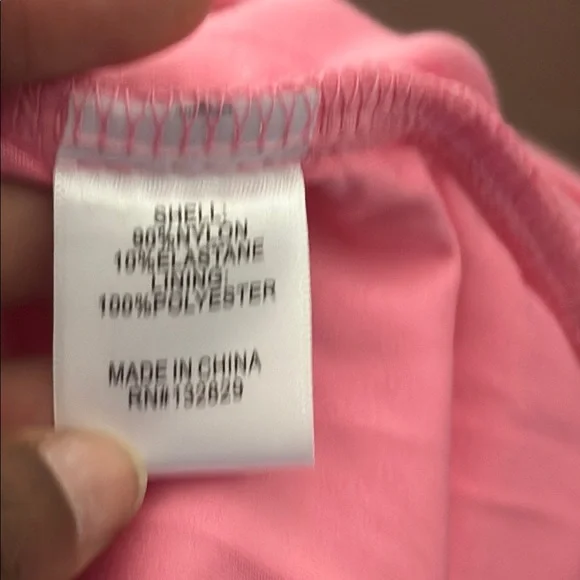 SHELL:
90%NYLON
10%ELASTANE
LINING:
100%POLYESTER
MADE IN CHINA
RN#132829